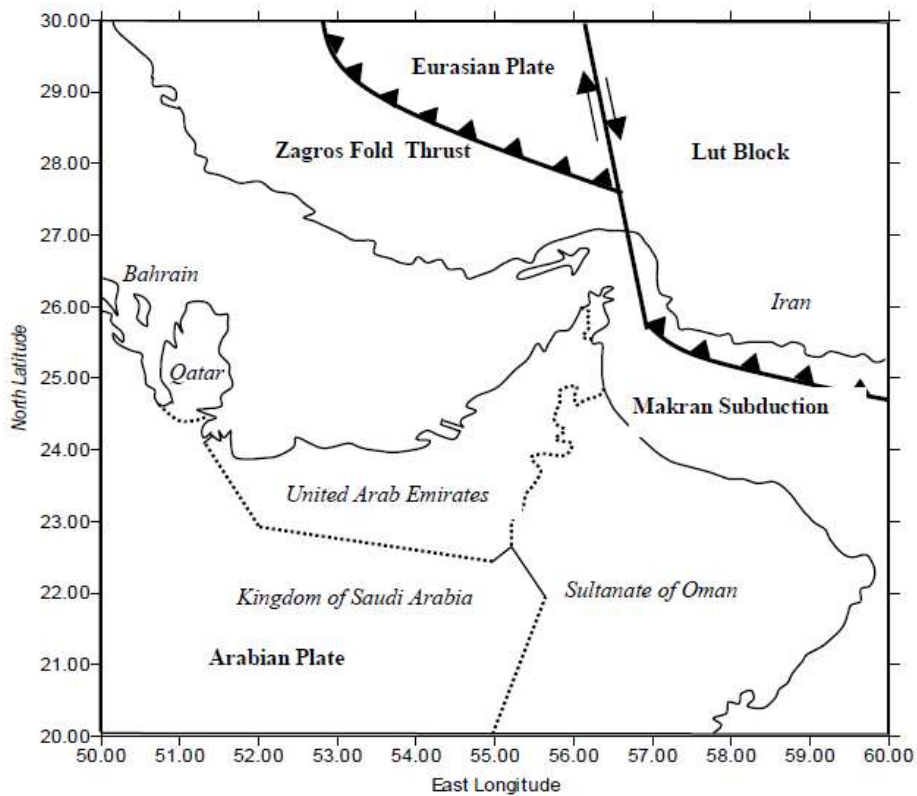 30.00
29.00
28.00
27.00
26.00
25.00
24.00
23.00
22.00
21.00
20.00
North Latitude
Eurasian Plate
Zagros Fold Thrust
Lut Block
Bahrain
Iran
Qatar
Makran Subduction
United Arab Emirates
Kingdom of Saudi Arabia
Sultanate of Oman
Arabian Plate
50.00 51.00 52.00 53.00 54.00 55.00 56.00 57.00 58.00 59.00 60.00
East Longitude